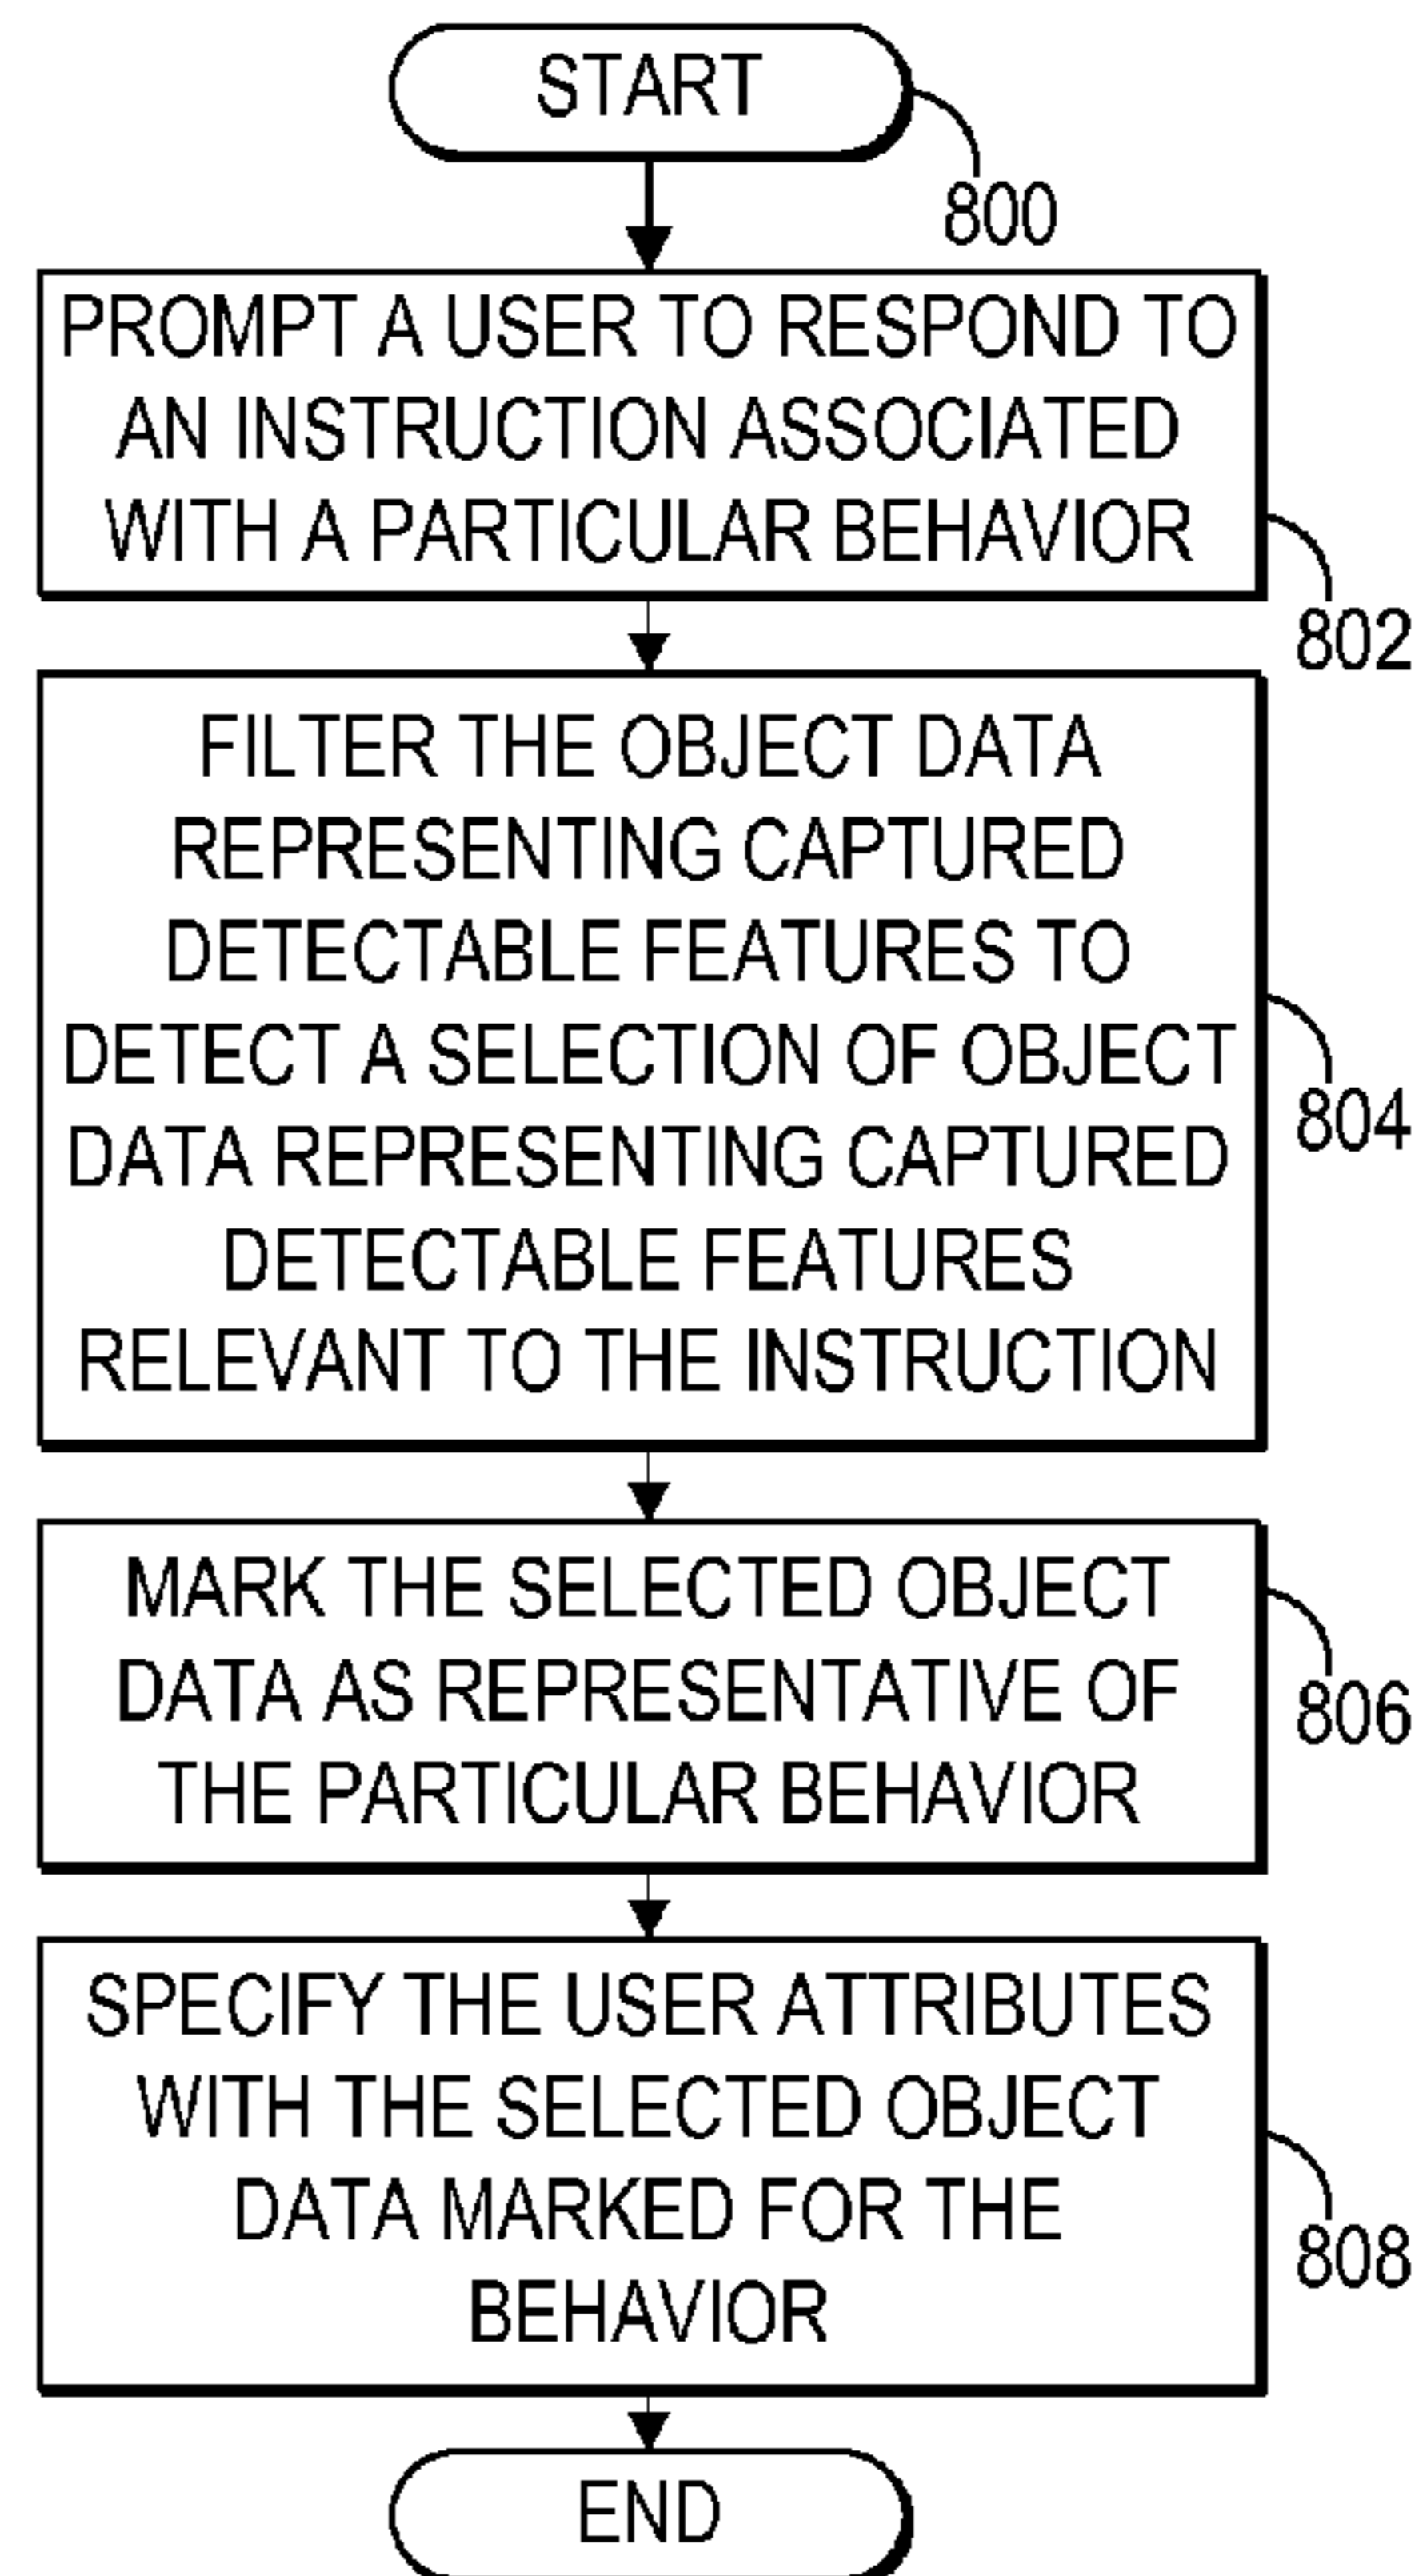 START
800
PROMPT A USER TO RESPOND TO
AN INSTRUCTION ASSOCIATED
WITH A PARTICULAR BEHAVIOR
802
FILTER THE OBJECT DATA
REPRESENTING CAPTURED
DETECTABLE FEATURES TO
DETECT A SELECTION OF OBJECT
DATA REPRESENTING CAPTURED
DETECTABLE FEATURES
RELEVANT TO THE INSTRUCTION
804
MARK THE SELECTED OBJECT
DATA AS REPRESENTATIVE OF
THE PARTICULAR BEHAVIOR
806
SPECIFY THE USER ATTRIBUTES
WITH THE SELECTED OBJECT
DATA MARKED FOR THE
BEHAVIOR
808
END